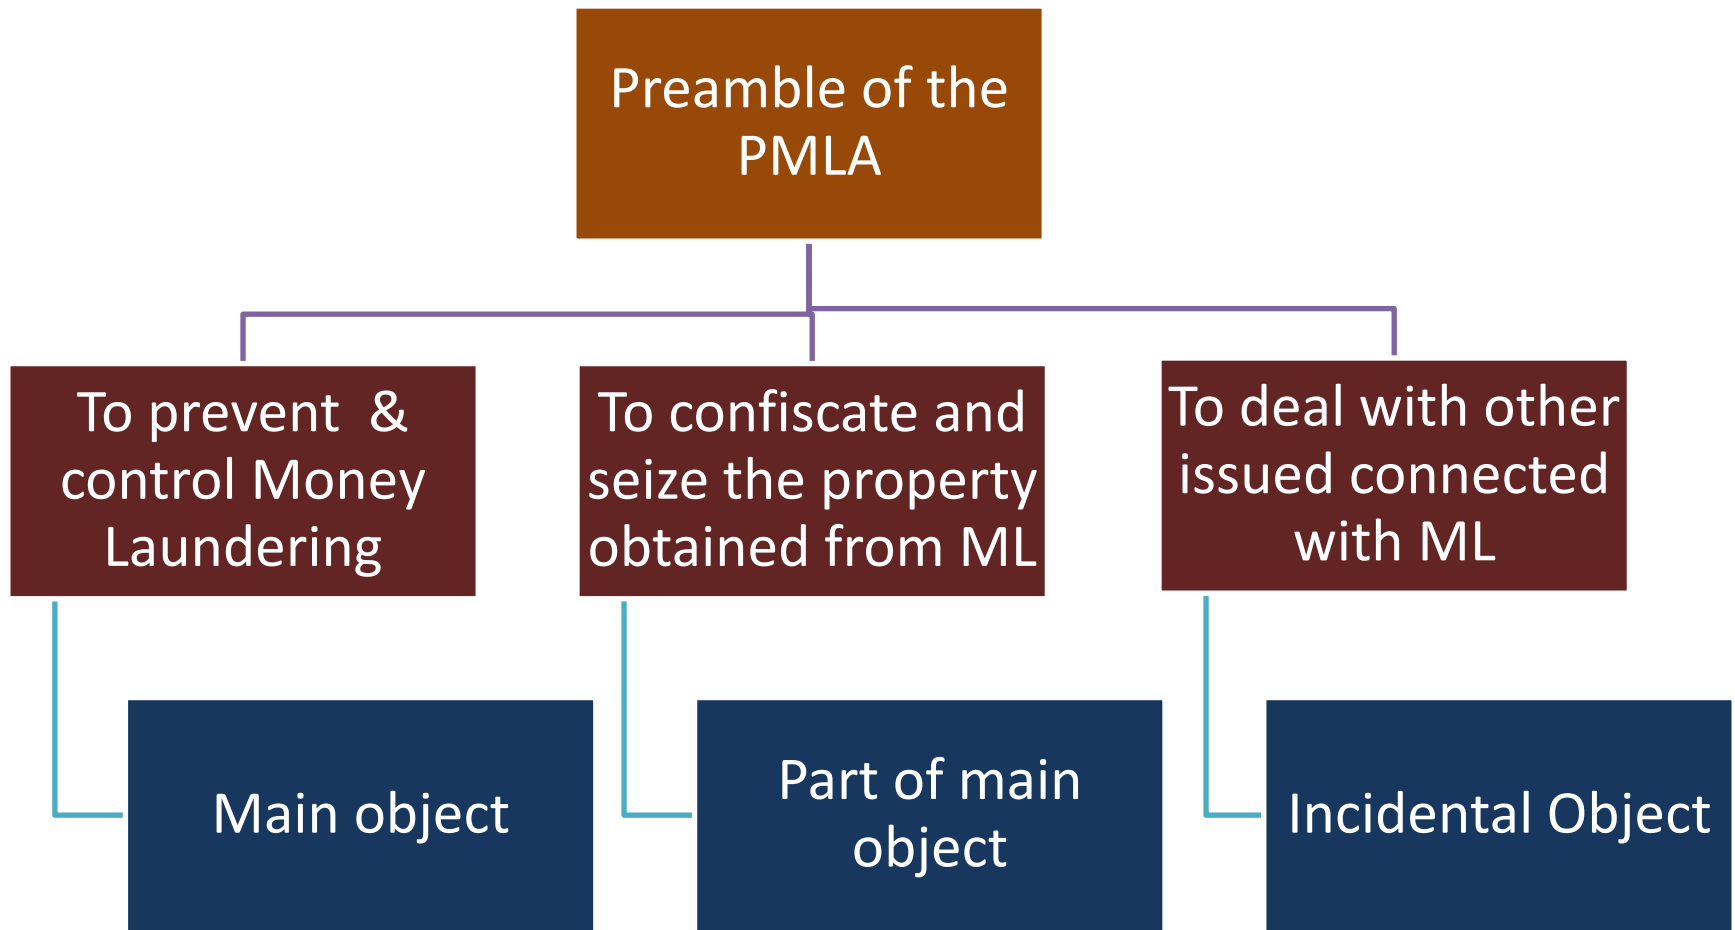 Preamble of the
PMLA
To prevent  &
control Money
Laundering
To confiscate and
seize the property
obtained from ML
To deal with other
issued connected
with ML
Main object
Part of main
object
Incidental Object